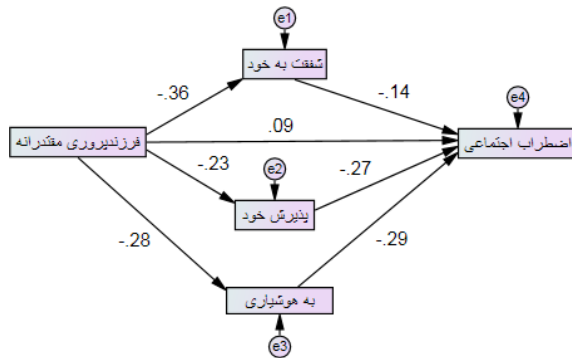 e1
شفقت به خود
-.36
-.14
e4
فرزندپروری مقتدرانه
.09
اضطراب اجتماعی
-.23
e2
-.27
پذیرش خود
-.28
-.29
به هوشیاری
e3